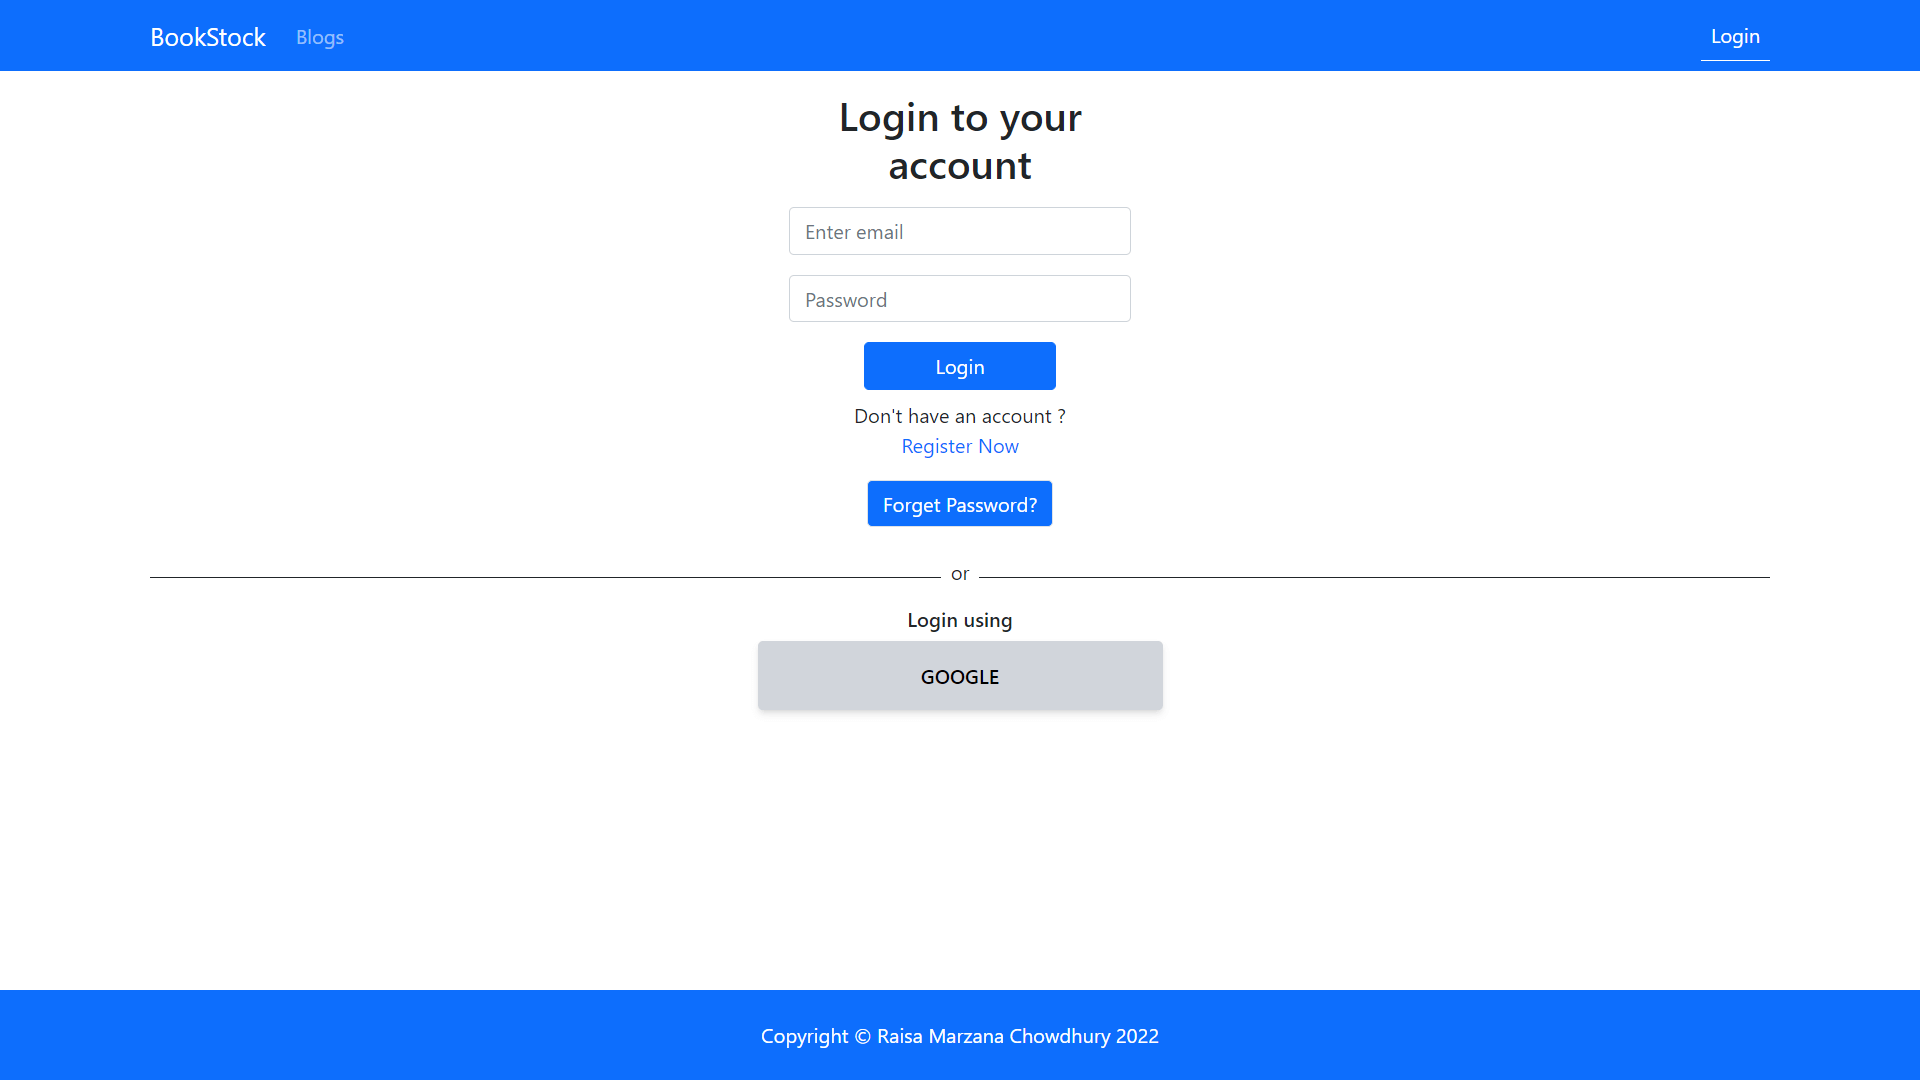 BookStock
Blogs
Login
Login to your
account
Enter email
Password
Login
Don't have an account ?
Register Now
Forget Password?
or
Login using
GOOGLE
Copyright © Raisa Marzana Chowdhury 2022